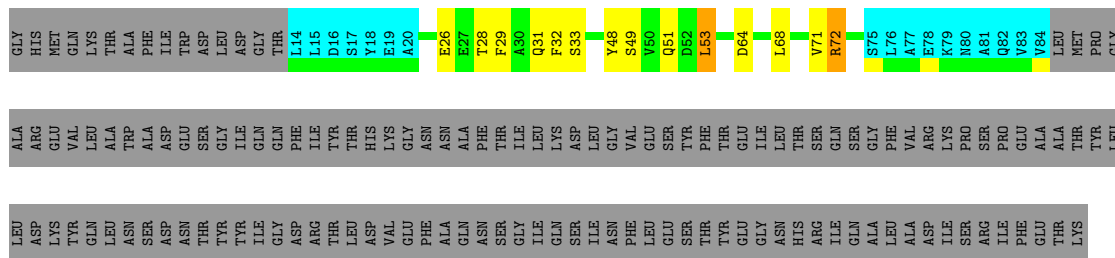 GLY HIS MET GLN LYS THR ALA PHE ILE TRP ASP LEU ASP GLY THR L14 L15 D16 S17 Y18 E19 A20 E26 E27 T28 F29 A30 Q31 F32 S33 Y48 S49 V50 Q51 D52 L53 D64 L68 V71 R72 S75 L76 A77 E78 K79 N80 A81 Q82 V83 V84 LEU MET PRO GLY
ALA ARG GLU VAL LEU ALA TRP ALA ASP GLU SER GLY ILE GLN GLN PHE ILE TYR THR HIS LYS GLY ASN ASN ALA PHE THR ILE LEU LYS ASP LEU GLY VAL GLU SER TYR PHE THR GLU ILE LEU THR SER GLN SER GLY PHE VAL ARG LYS PRO SER PRO GLU ALA ALA THR TYR LEU
LEU ASP LYS TYR GLN LEU ASN SER ASP ASN THR TYR TYR ILE GLY ASP ARG THR LEU ASP VAL GLU PHE ALA GLN ASN SER GLY ILE GLN SER ILE ASN PHE LEU GLU SER THR TYR GLU GLY ASN HIS ARG ILE GLN ALA LEU ALA ASP ILE SER ARG ILE PHE GLU THR LYS